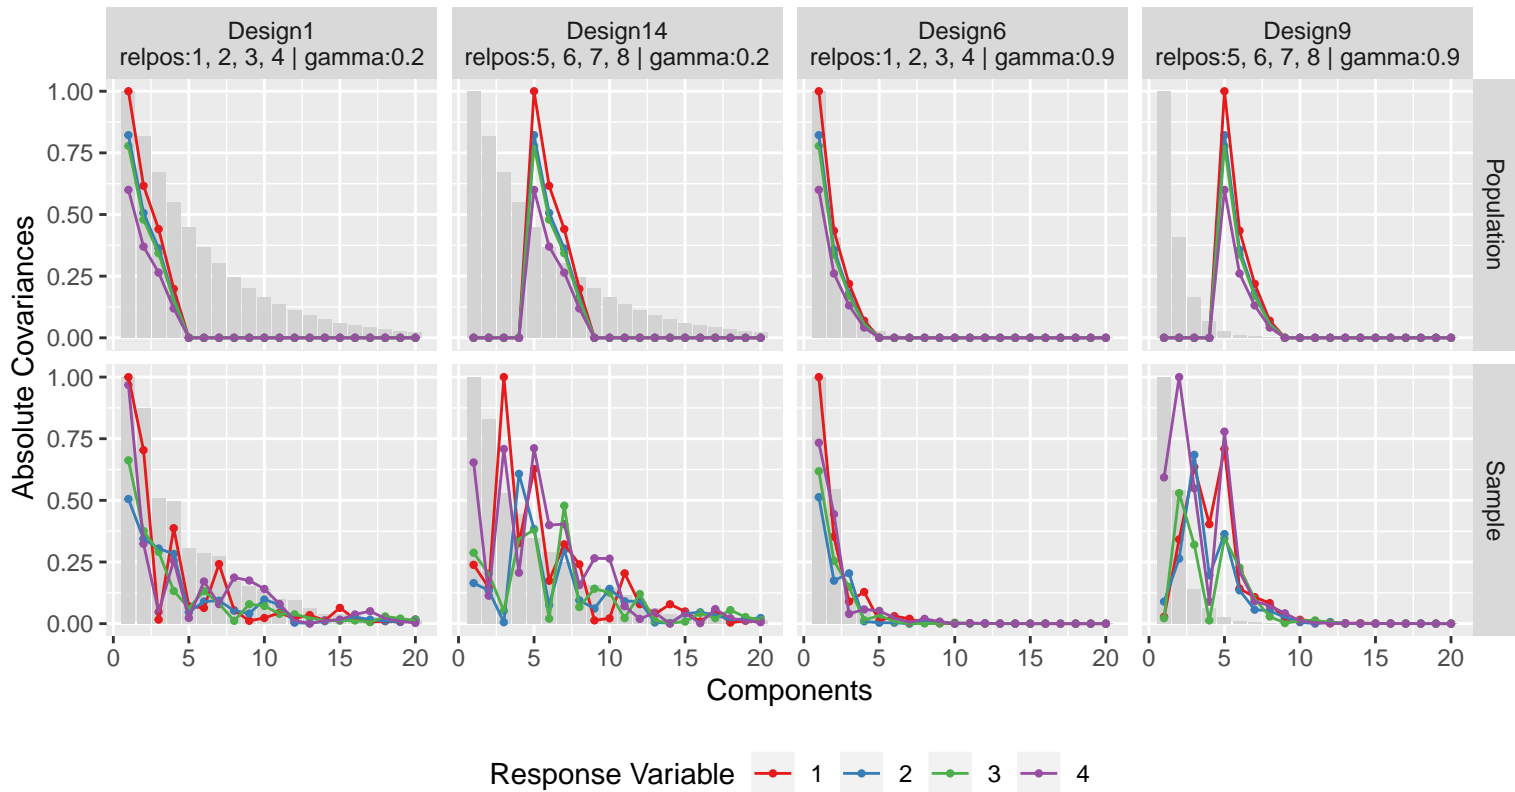 Design1
relpos:1, 2, 3, 4 | gamma:0.2
Design14
relpos:5, 6, 7, 8 | gamma:0.2
Design6
relpos:1, 2, 3, 4 | gamma:0.9
Design9
relpos:5, 6, 7, 8 | gamma:0.9
Absolute Covariances
1.00
0.75
0.50
0.25
0.00
Population
1.00
0.75
0.50
0.25
0.00
Sample
0 5 10 15 20
0 5 10 15 20
0 5 10 15 20
0 5 10 15 20
Components
Response Variable 1 2 3 4